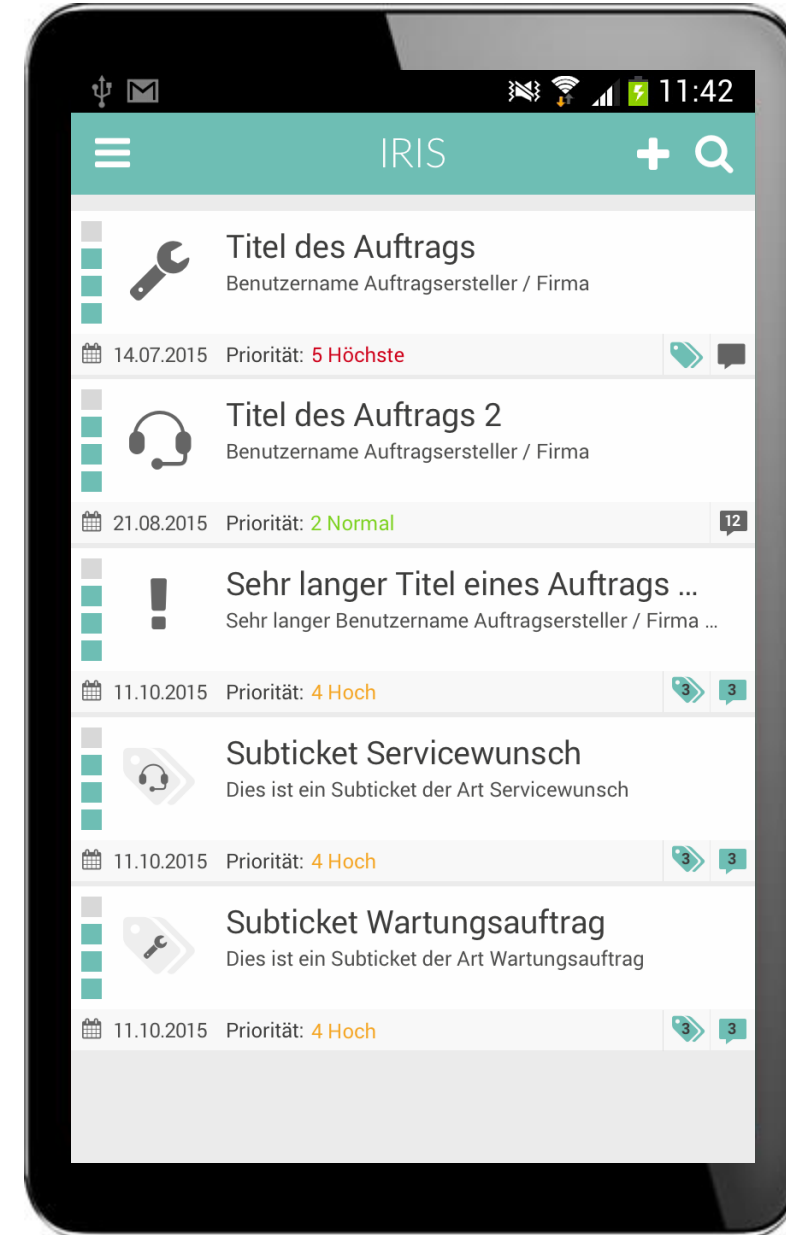 11:42
IRIS
Titel des Auftrags
Benutzername Auftragsersteller / Firma
14.07.2015 Priorität: 5 Höchste
Titel des Auftrags 2
Benutzername Auftragsersteller / Firma
21.08.2015 Priorität: 2 Normal 12
Sehr langer Titel eines Auftrags ...
Sehr langer Benutzername Auftragsersteller / Firma ...
11.10.2015 Priorität: 4 Hoch 3 3
Subticket Servicewunsch
Dies ist ein Subticket der Art Servicewunsch
11.10.2015 Priorität: 4 Hoch 3 3
Subticket Wartungsauftrag
Dies ist ein Subticket der Art Wartungsauftrag
11.10.2015 Priorität: 4 Hoch 3 3